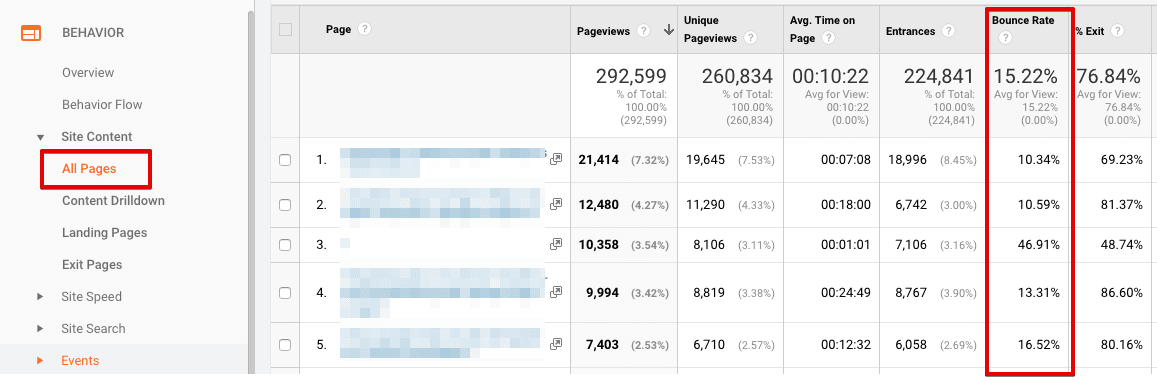 BEHAVIOR
Overview
Behavior Flow
Site Content
All Pages
Content Drilldown
Landing Pages
Exit Pages
Site Speed
Site Search
Events
Page ? Pageviews ? Unique Pageviews ? Avg. Time on Page ? Entrances ? Bounce Rate ? % Exit ?
292,599 260,834 00:10:22 224,841 15.22% 76.84%
% of Total: % of Total: Avg for View: % of Total: Avg for View: Avg for View:
100.00% 100.00% 00:10:22 100.00% 15.22% 76.84%
(292,599) (260,834) (0.00%) (224,841) (0.00%) (0.00%)
1. 21,414 (7.32%) 19,645 (7.53%) 00:07:08 18,996 (8.45%) 10.34% 69.23%
2. 12,480 (4.27%) 11,290 (4.33%) 00:18:00 6,742 (3.00%) 10.59% 81.37%
3. 10,358 (3.54%) 8,106 (3.11%) 00:01:01 7,106 (3.16%) 46.91% 48.74%
4. 9,994 (3.42%) 8,819 (3.38%) 00:24:49 8,767 (3.90%) 13.31% 86.60%
5. 7,403 (2.53%) 6,710 (2.57%) 00:12:32 6,058 (2.69%) 16.52% 80.16%